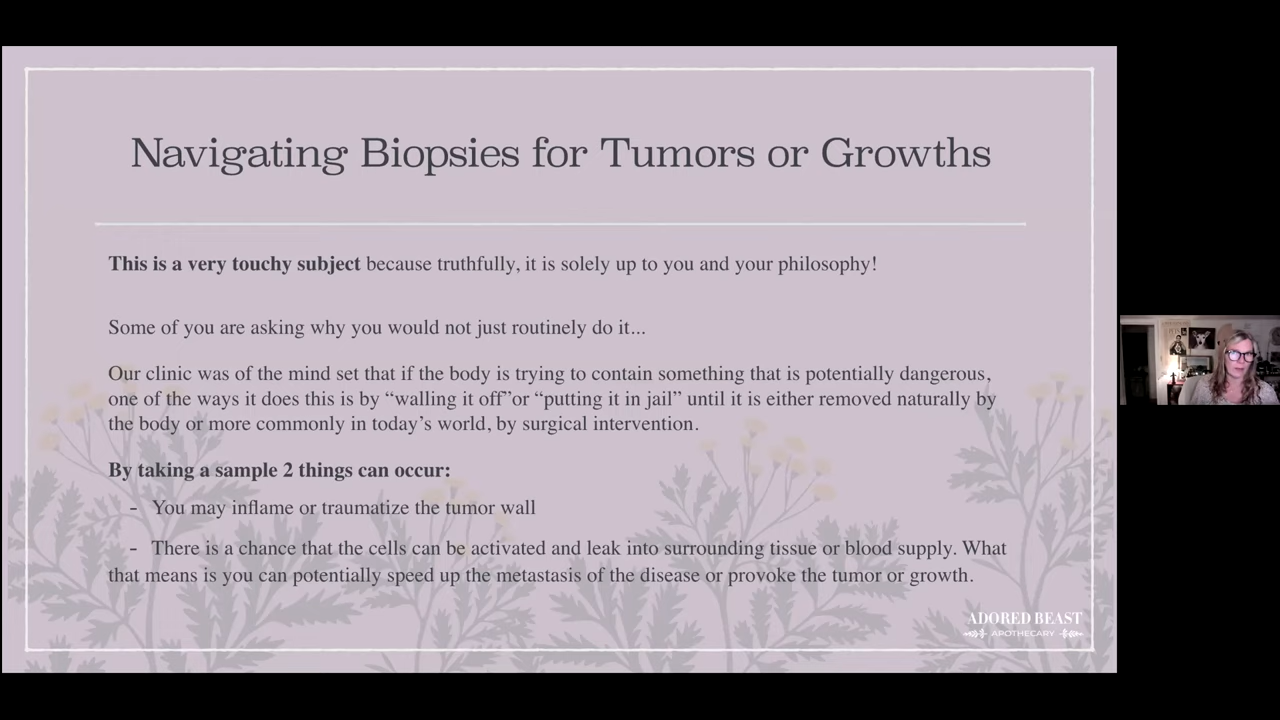 Navigating Biopsies for Tumors or Growths
This is a very touchy subject because truthfully, it is solely up to you and your philosophy!
Some of you are asking why you would not just routinely do it...
Our clinic was of the mind set that if the body is trying to contain something that is potentially dangerous,
one of the ways it does this is by “walling it off”or “putting it in jail” until it is either removed naturally by
the body or more commonly in today’s world, by surgical intervention.
By taking a sample 2 things can occur:
- You may inflame or traumatize the tumor wall
- There is a chance that the cells can be activated and leak into surrounding tissue or blood supply. What
that means is you can potentially speed up the metastasis of the disease or provoke the tumor or growth.
ADORED BEAST
APOTHECARY